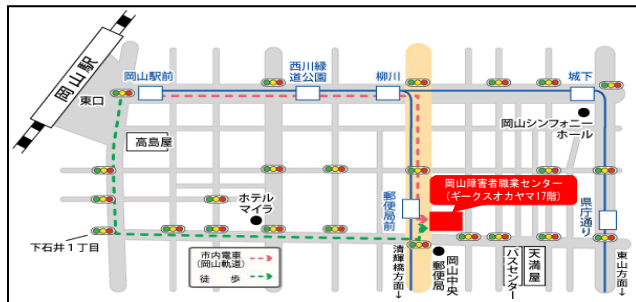 岡山駅
東口
岡山駅前
西川緑
道公園
柳川
城下
岡山シンフォニー
ホール
高島屋
岡山障害者職業センター
(ギークスオカヤマ17階)
ホテル
マイラ
郵便局前
県庁通り
下石井1丁目
市内電車
(岡山軌道)
徒 歩
清輝橋方面↓
岡山中央
郵便局
バスセンター
天満屋
東山方面↓